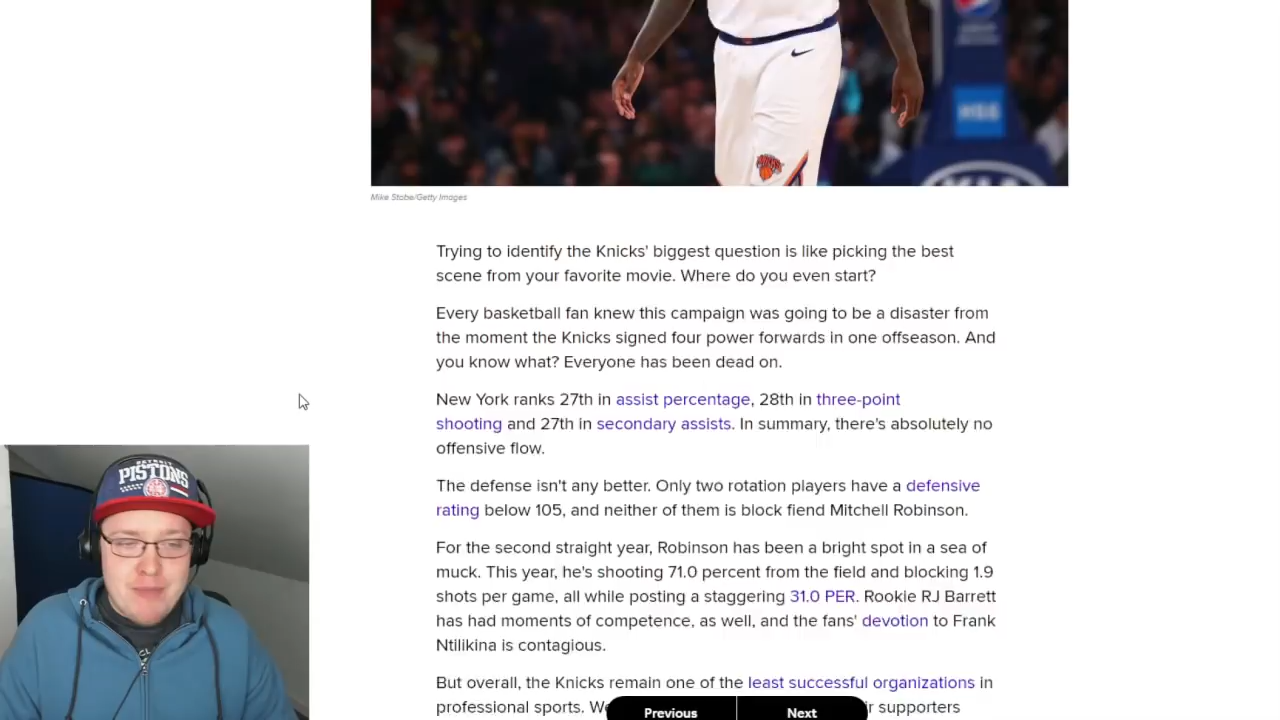 HSS
KIA
Mike Stobe/Getty Images
Trying to identify the Knicks' biggest question is like picking the best
scene from your favorite movie. Where do you even start?
Every basketball fan knew this campaign was going to be a disaster from
the moment the Knicks signed four power forwards in one offseason. And
you know what? Everyone has been dead on.
New York ranks 27th in assist percentage, 28th in three-point
shooting and 27th in secondary assists. In summary, there's absolutely no
offensive flow.
The defense isn't any better. Only two rotation players have a defensive
rating below 105, and neither of them is block fiend Mitchell Robinson.
For the second straight year, Robinson has been a bright spot in a sea of
muck. This year, he's shooting 71.0 percent from the field and blocking 1.9
shots per game, all while posting a staggering 31.0 PER. Rookie RJ Barrett
has had moments of competence, as well, and the fans' devotion to Frank
Ntilikina is contagious.
But overall, the Knicks remain one of the least successful organizations in
professional sports. supporters
Previous Next
PISTONS